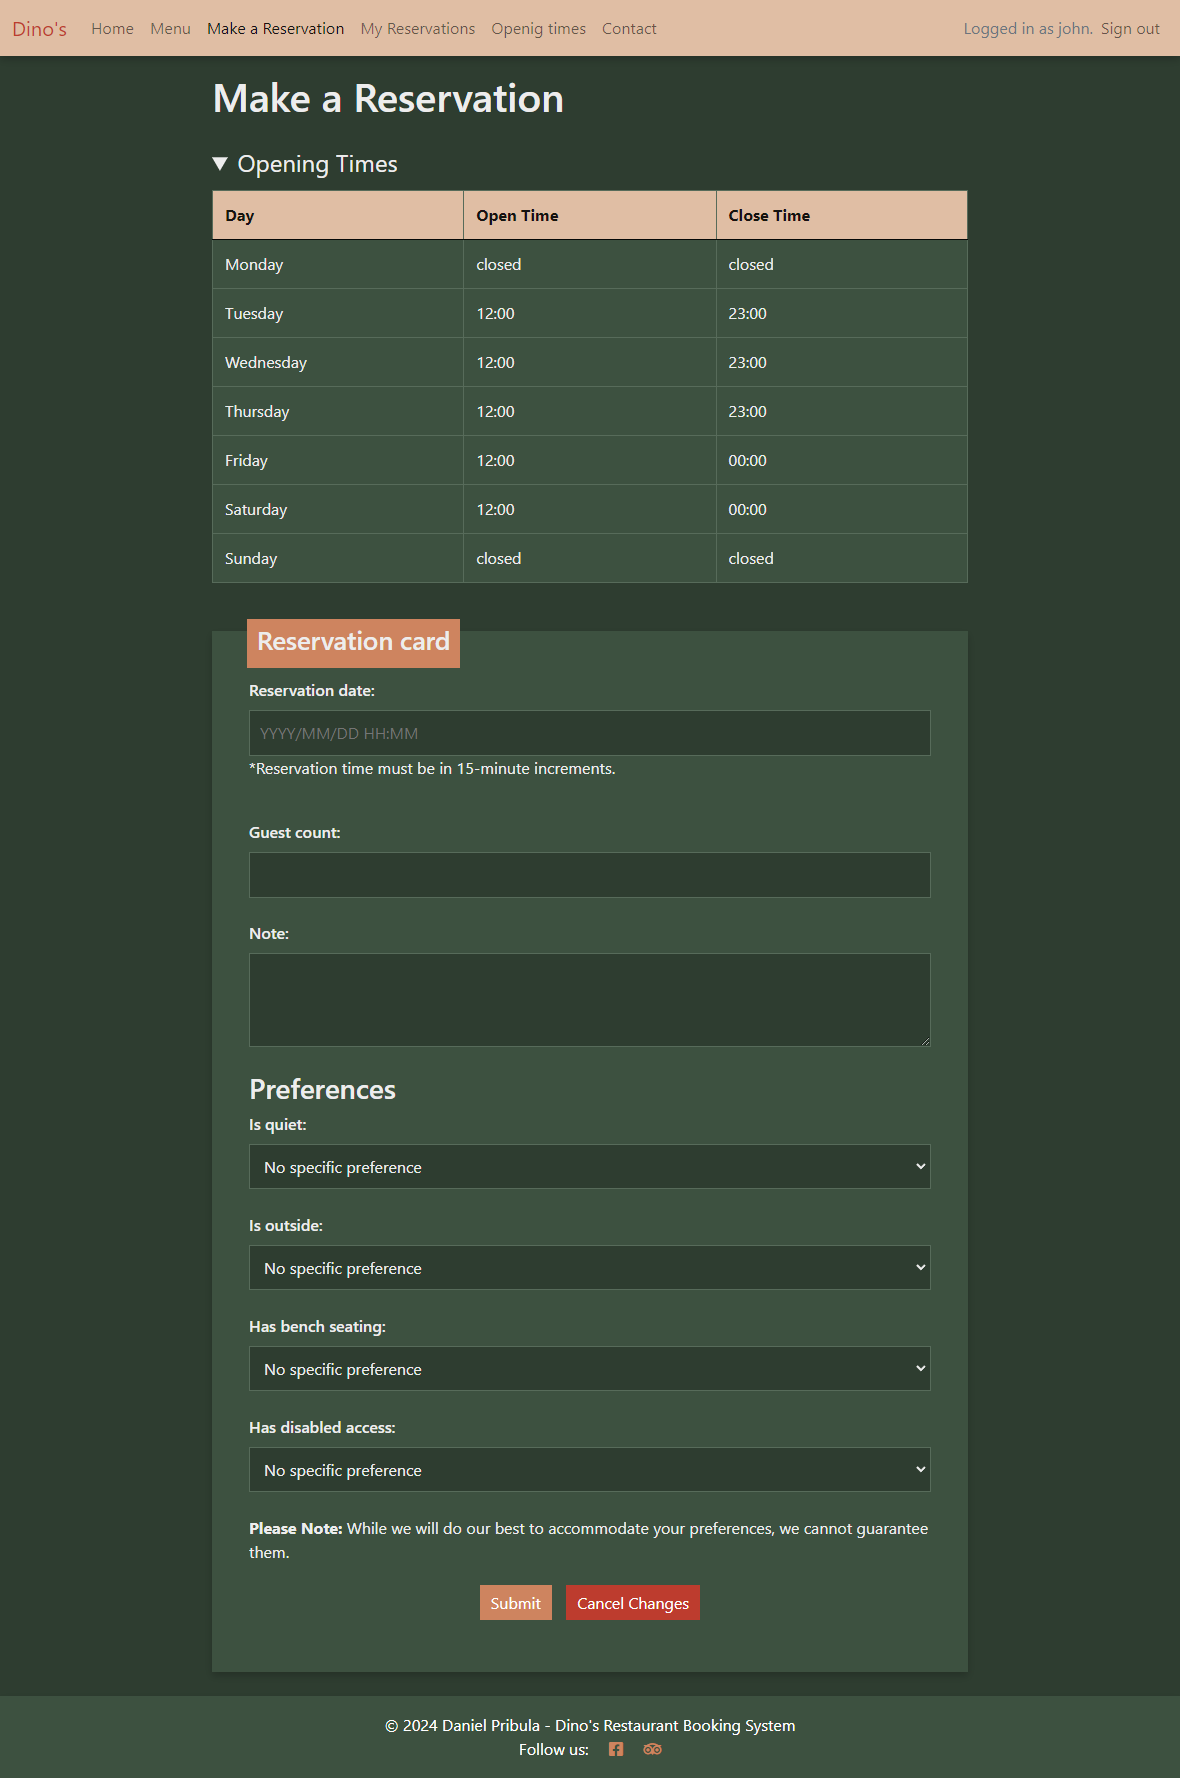 Dino's Home Menu Make a Reservation My Reservations Openig times Contact Logged in as john. Sign out
Make a Reservation
Opening Times
Day Open Time Close Time
Monday closed closed
Tuesday 12:00 23:00
Wednesday 12:00 23:00
Thursday 12:00 23:00
Friday 12:00 00:00
Saturday 12:00 00:00
Sunday closed closed
Reservation card
Reservation date:
YYYY/MM/DD HH:MM
*Reservation time must be in 15-minute increments.
Guest count:
Note:
Preferences
Is quiet:
No specific preference
Is outside:
No specific preference
Has bench seating:
No specific preference
Has disabled access:
No specific preference
Please Note: While we will do our best to accommodate your preferences, we cannot guarantee
them.
Submit Cancel Changes
© 2024 Daniel Pribula - Dino's Restaurant Booking System
Follow us: